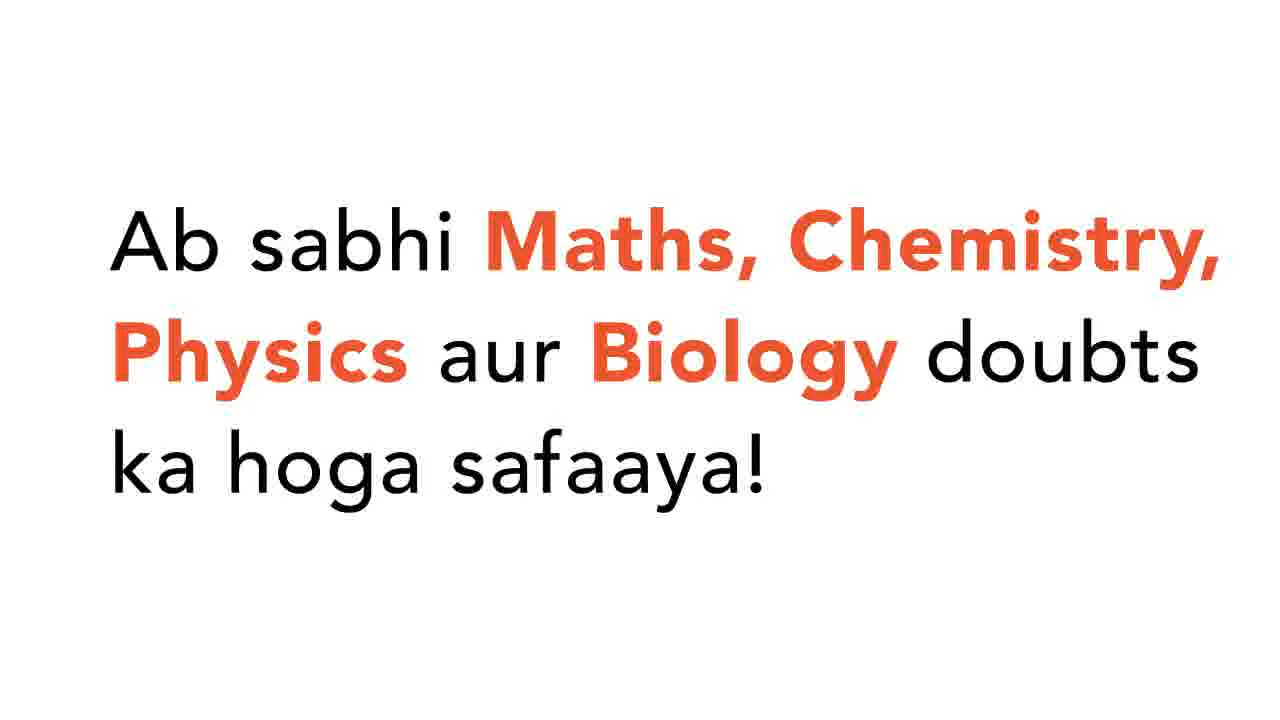 Ab sabhi Maths, Chemistry,
Physics aur Biology doubts
ka hoga safaaya!